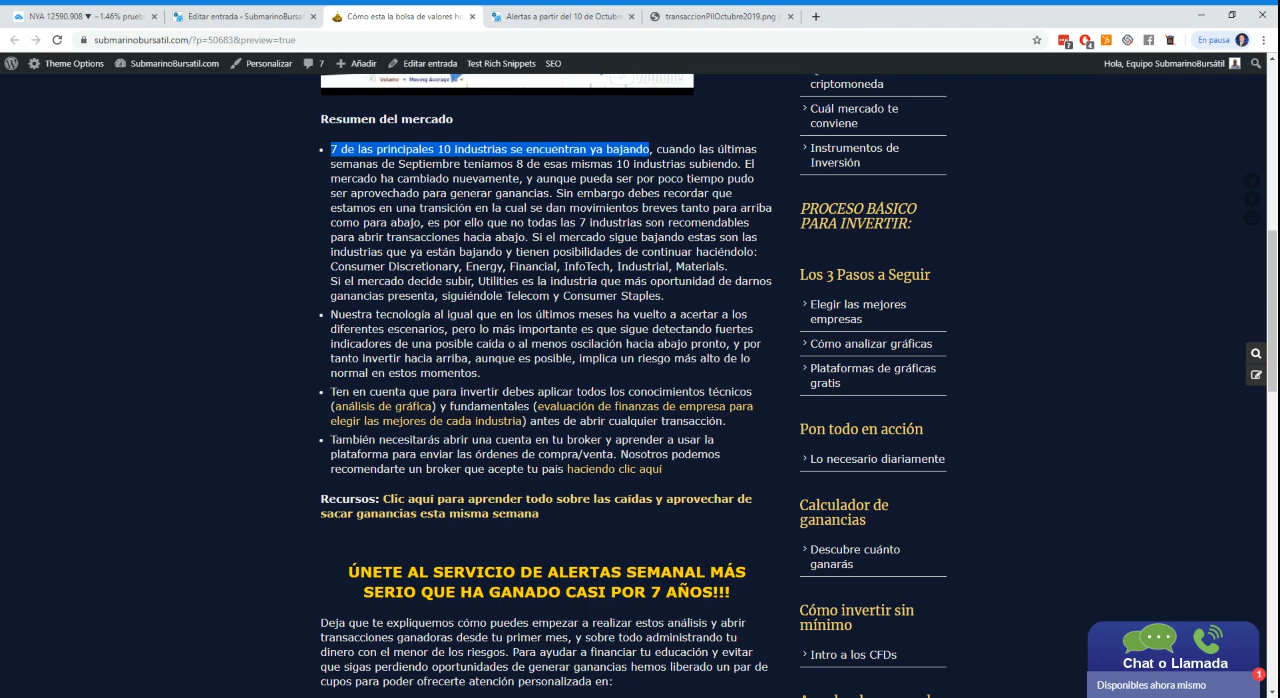 NYA 12590.908 ▼ −1.46% prueb
Editar entrada ‹ SubmarinoBursa
Cómo esta la bolsa de valores h
Alertas a partir del 10 de Octub
transaccionPIIOctubre2019.png
submarinobursatil.com/?p=50683&preview=true
En pausa
Theme Options
SubmarinoBursatil.com
Personalizar
7
Añadir
Editar entrada
Test Rich Snippets
SEO
Hola, Equipo SubmarinoBursátil
Volume
Moving Average
Resumen del mercado
7 de las principales 10 industrias se encuentran ya bajando, cuando las últimas
semanas de Septiembre teníamos 8 de esas mismas 10 industrias subiendo. El
mercado ha cambiado nuevamente, y aunque pueda ser por poco tiempo pudo
ser aprovechado para generar ganancias. Sin embargo debes recordar que
estamos en una transición en la cual se dan movimientos breves tanto para arriba
como para abajo, es por ello que no todas las 7 industrias son recomendables
para abrir transacciones hacia abajo. Si el mercado sigue bajando estas son las
industrias que ya están bajando y tienen posibilidades de continuar haciéndolo:
Consumer Discretionary, Energy, Financial, InfoTech, Industrial, Materials.
Si el mercado decide subir, Utilities es la industria que más oportunidad de darnos
ganancias presenta, siguiéndole Telecom y Consumer Staples.
Nuestra tecnología al igual que en los últimos meses ha vuelto a acertar a los
diferentes escenarios, pero lo más importante es que sigue detectando fuertes
indicadores de una posible caída o al menos oscilación hacia abajo pronto, y por
tanto invertir hacia arriba, aunque es posible, implica un riesgo más alto de lo
normal en estos momentos.
Ten en cuenta que para invertir debes aplicar todos los conocimientos técnicos
(análisis de gráfica) y fundamentales (evaluación de finanzas de empresa para
elegir las mejores de cada industria) antes de abrir cualquier transacción.
También necesitarás abrir una cuenta en tu broker y aprender a usar la
plataforma para enviar las órdenes de compra/venta. Nosotros podemos
recomendarte un broker que acepte tu país haciendo clic aquí
Recursos: Clic aquí para aprender todo sobre las caídas y aprovechar de
sacar ganancias esta misma semana
ÚNETE AL SERVICIO DE ALERTAS SEMANAL MÁS
SERIO QUE HA GANADO CASI POR 7 AÑOS!!!
Deja que te expliquemos cómo puedes empezar a realizar estos análisis y abrir
transacciones ganadoras desde tu primer mes, y sobre todo administrando tu
dinero con el menor de los riesgos. Para ayudar a financiar tu educación y evitar
que sigas perdiendo oportunidades de generar ganancias hemos liberado un par de
cupos para poder ofrecerte atención personalizada en:
criptomoneda
Cuál mercado te
conviene
Instrumentos de
Inversión
PROCESO BÁSICO
PARA INVERTIR:
Los 3 Pasos a Seguir
Elegir las mejores
empresas
Cómo analizar gráficas
Plataformas de gráficas
gratis
Pon todo en acción
Lo necesario diariamente
Calculador de
ganancias
Descubre cuánto
ganarás
Cómo invertir sin
mínimo
Intro a los CFDs
Chat o Llamada
Disponibles ahora mismo
1